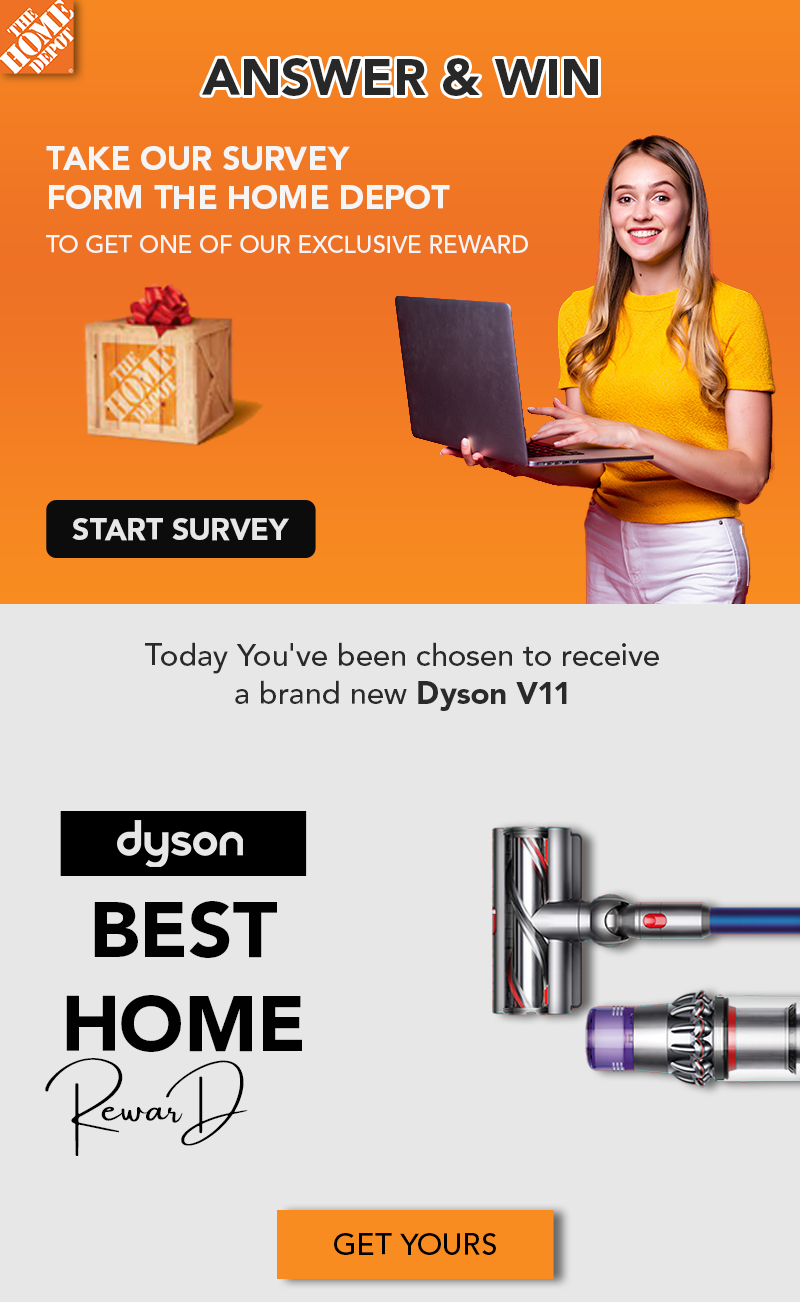 THE
HOME
DEPOT
ANSWER & WIN
TAKE OUR SURVEY
FORM THE HOME DEPOT
TO GET ONE OF OUR EXCLUSIVE REWARD
THE
HOME
DEPOT
START SURVEY
Today You've been chosen to receive
a brand new Dyson V11
dyson
BEST
HOME
RewarD
GET YOURS